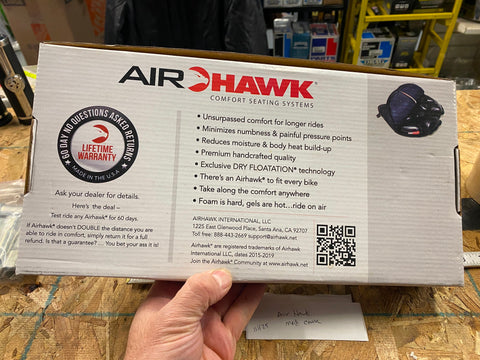 AIRHAWK®
COMFORT SEATING SYSTEMS
60 DAY NO QUESTIONS ASKED RETURNS
LIFETIME
WARRANTY
MADE IN THE U.S.A
Ask your dealer for details.
Here's the deal –
Test ride any Airhawk® for 60 days.
If Airhawk® doesn't DOUBLE the distance you are
able to ride in comfort, simply return it for a full
refund. Is that a guarantee? ... You bet your ass it is!
• Unsurpassed comfort for longer rides
• Minimizes numbness & painful pressure points
• Reduces moisture & body heat build-up
• Premium handcrafted quality
• Exclusive DRY FLOATATION® technology
• There's an Airhawk® to fit every bike
• Take along the comfort anywhere
• Foam is hard, gels are hot...ride on air
AIRHAWK INTERNATIONAL, LLC
1225 East Glenwood Place, Santa Ana, CA 92707
Toll free: 888-443-2669 support@airhawk.net
Airhawk® are registered trademarks of Airhawk
International LLC, dates 2015-2019
Join the Airhawk® Community at www.airhawk.net
Air Hawk